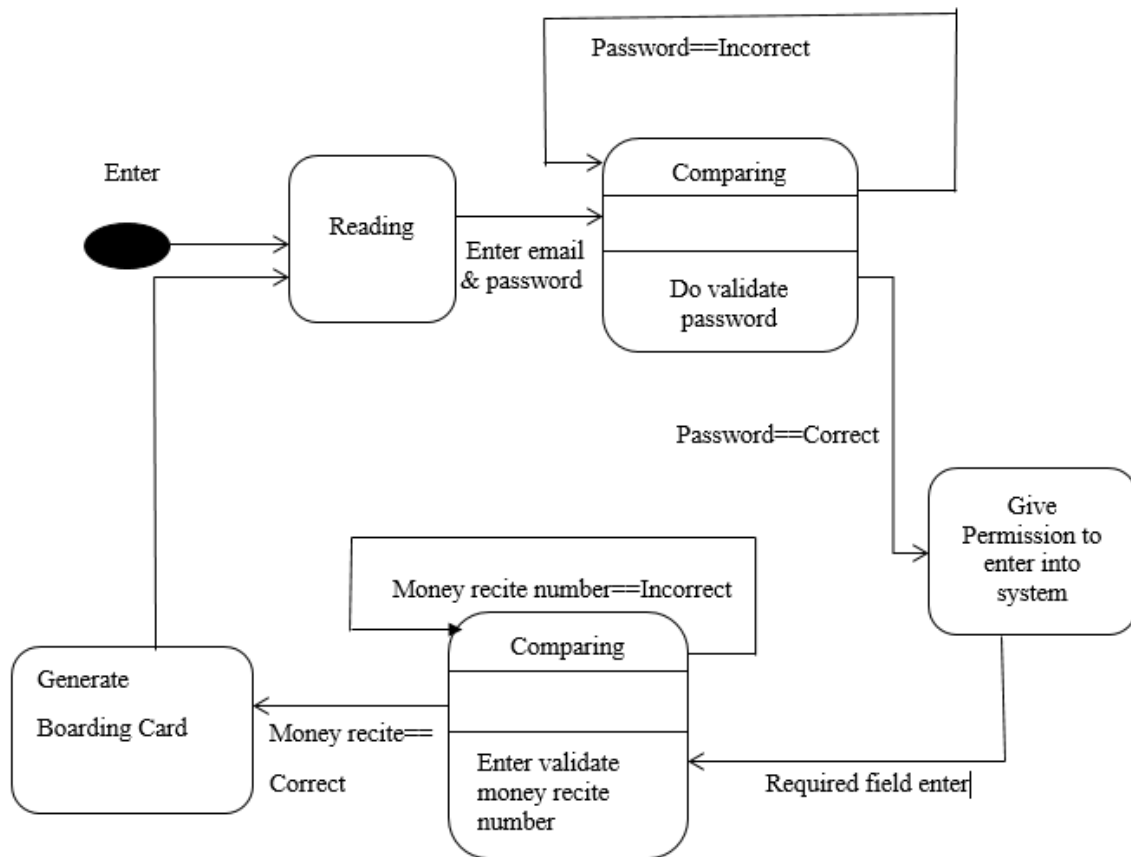 Password==Incorrect
Enter
Comparing
Reading
Enter email
& password
Do validate
password
Password==Correct
Give
Permission to
enter into
system
Money recite number==Incorrect
Comparing
Generate
Boarding Card
Money recite==
Correct
Enter validate
money recite
number
Required field enter